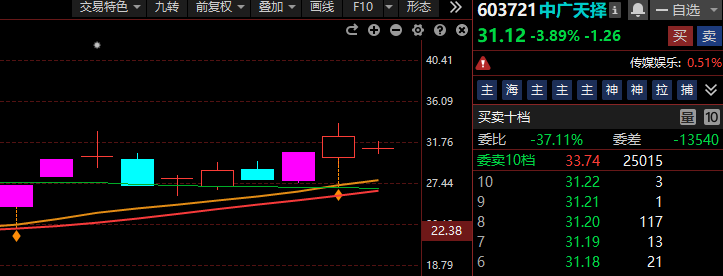 交易特色 九转 前复权 叠加 画线 F10 形态
603721 中广天择 自选
31.12 -3.89% -1.26 买 卖
传媒娱乐: 0.51%
主 海 主 主 主 神 神 拉 捕
买卖十档 量 10
委比 -37.11% 委差 -13540
委卖10档 33.74 25015
10 31.22 3
9 31.21 1
8 31.20 117
7 31.19 13
6 31.18 21
40.41
36.09
31.76
27.44
22.38
18.79